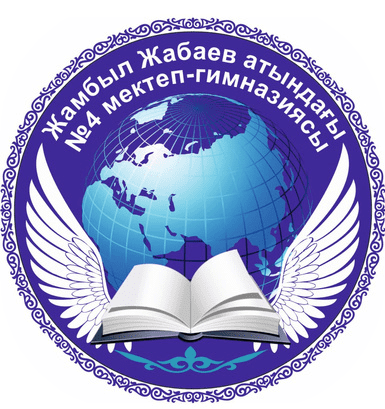 Жамбыл Жабаев атындағы
№4 мектеп-гимназиясы